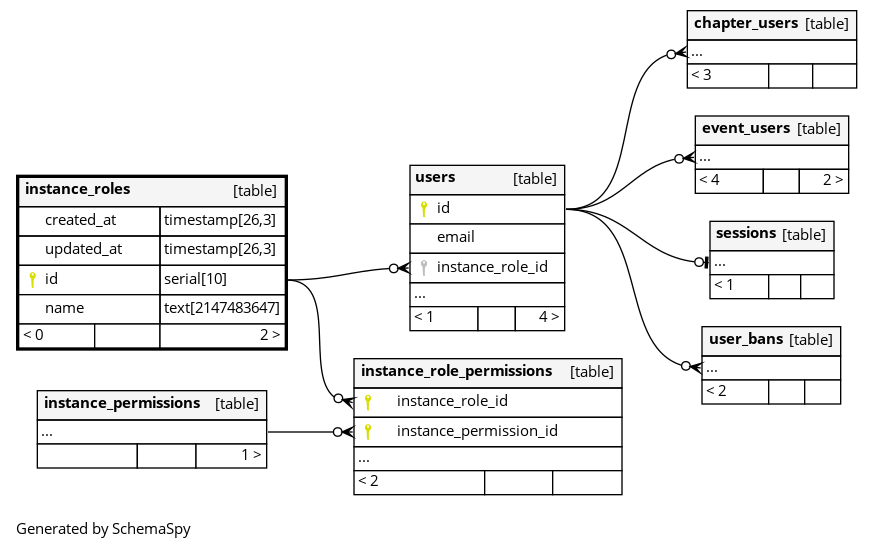 chapter_users [table]
...
< 3
event_users [table]
...
< 4 2 >
instance_roles [table]
created_at timestamp[26,3]
updated_at timestamp[26,3]
id serial[10]
name text[2147483647]
< 0 2 >
users [table]
id
email
instance_role_id
...
< 1 4 >
sessions [table]
...
< 1
user_bans [table]
...
< 2
instance_role_permissions [table]
instance_role_id
instance_permission_id
...
< 2
instance_permissions [table]
...
1 >
Generated by SchemaSpy